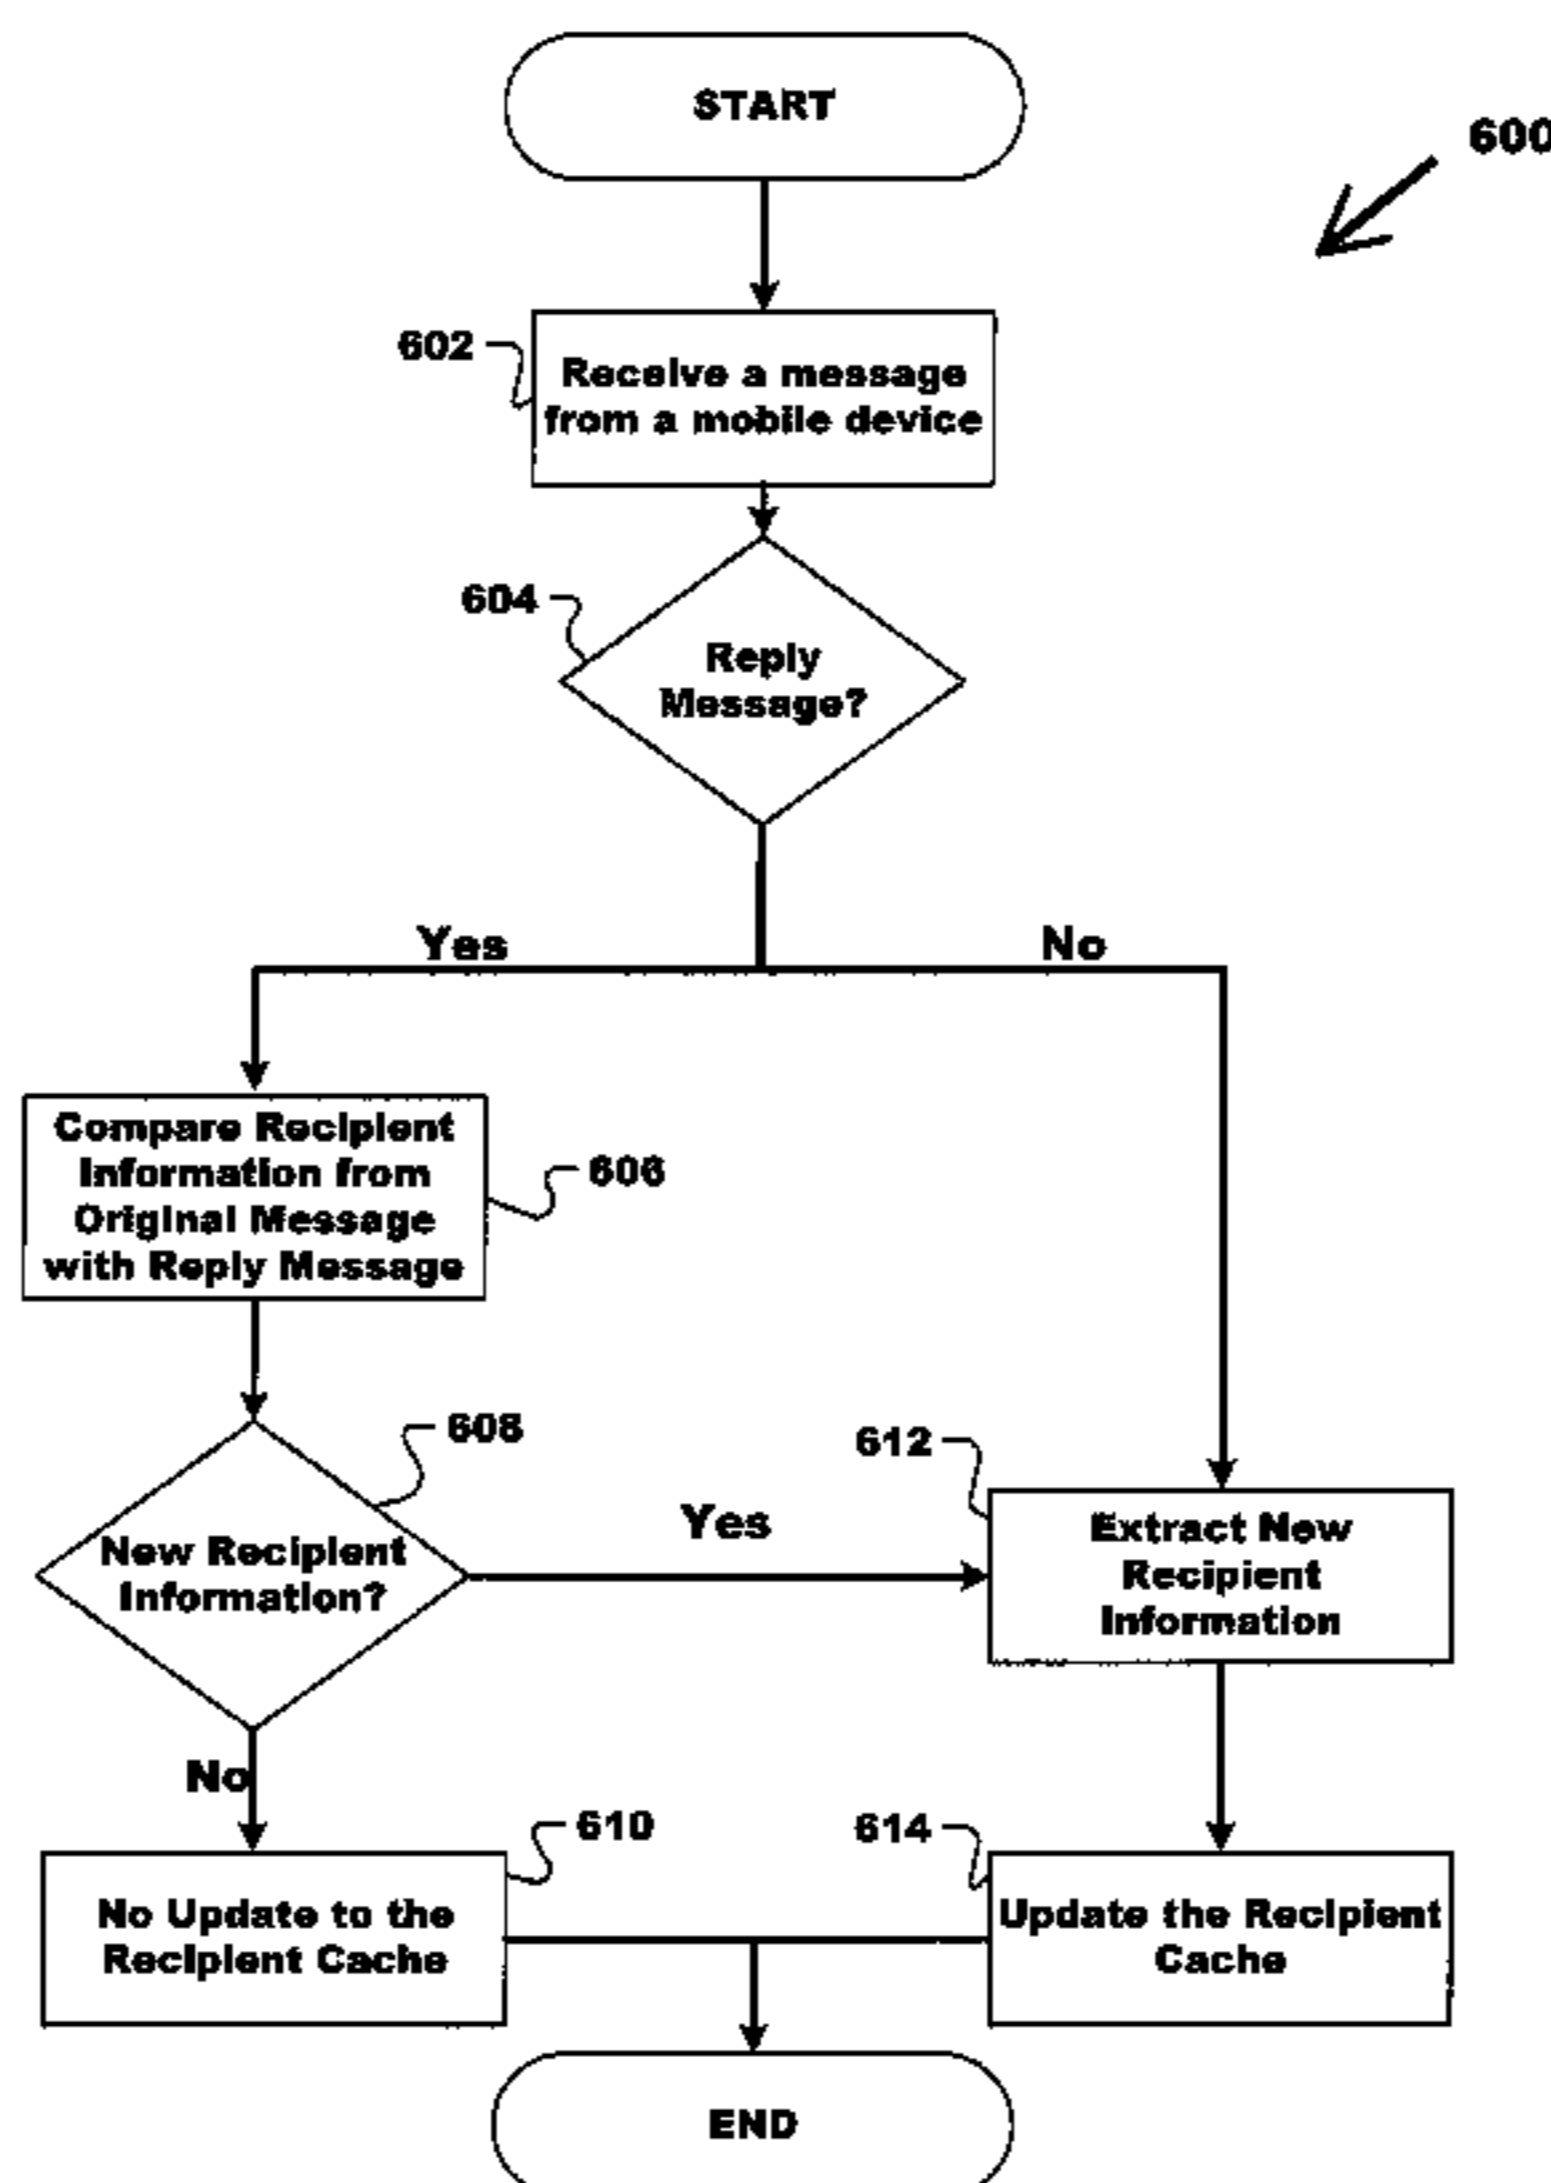 START
600
602
Receive a message
from a mobile device
604
Reply
Message?
Yes
No
Compare Recipient
Information from
Original Message
with Reply Message
606
608
New Recipient
Information?
Yes
612
Extract New
Recipient
Information
No
610
No Update to the
Recipient Cache
614
Update the Recipient
Cache
END